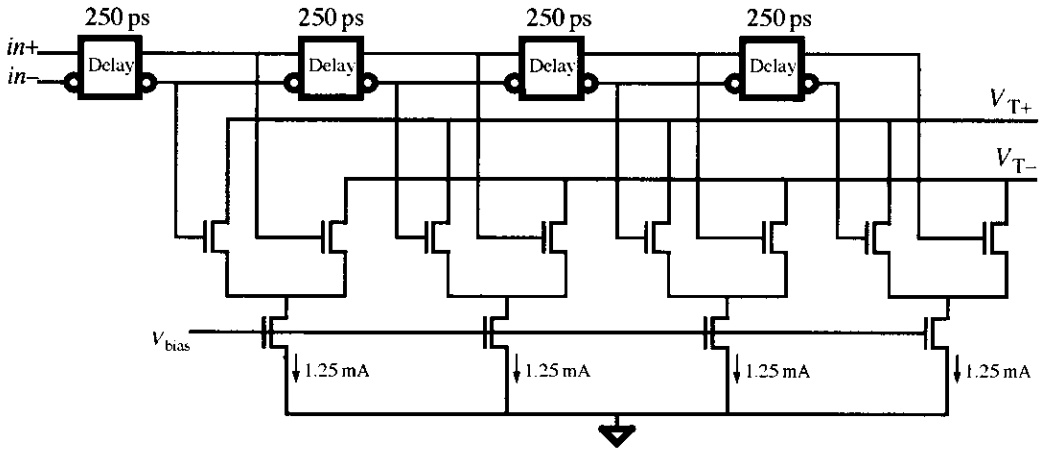 250 ps 250 ps 250 ps 250 ps
in+
Delay Delay Delay Delay
in−
V_T+
V_T−
V_bias
1.25 mA 1.25 mA 1.25 mA 1.25 mA